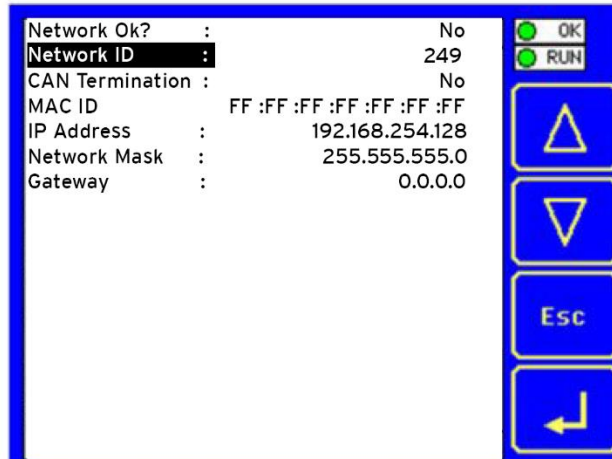 Network Ok? : No
Network ID : 249
CAN Termination : No
MAC ID FF :FF :FF :FF :FF :FF :FF
IP Address : 192.168.254.128
Network Mask : 255.555.555.0
Gateway : 0.0.0.0
OK
RUN
Esc